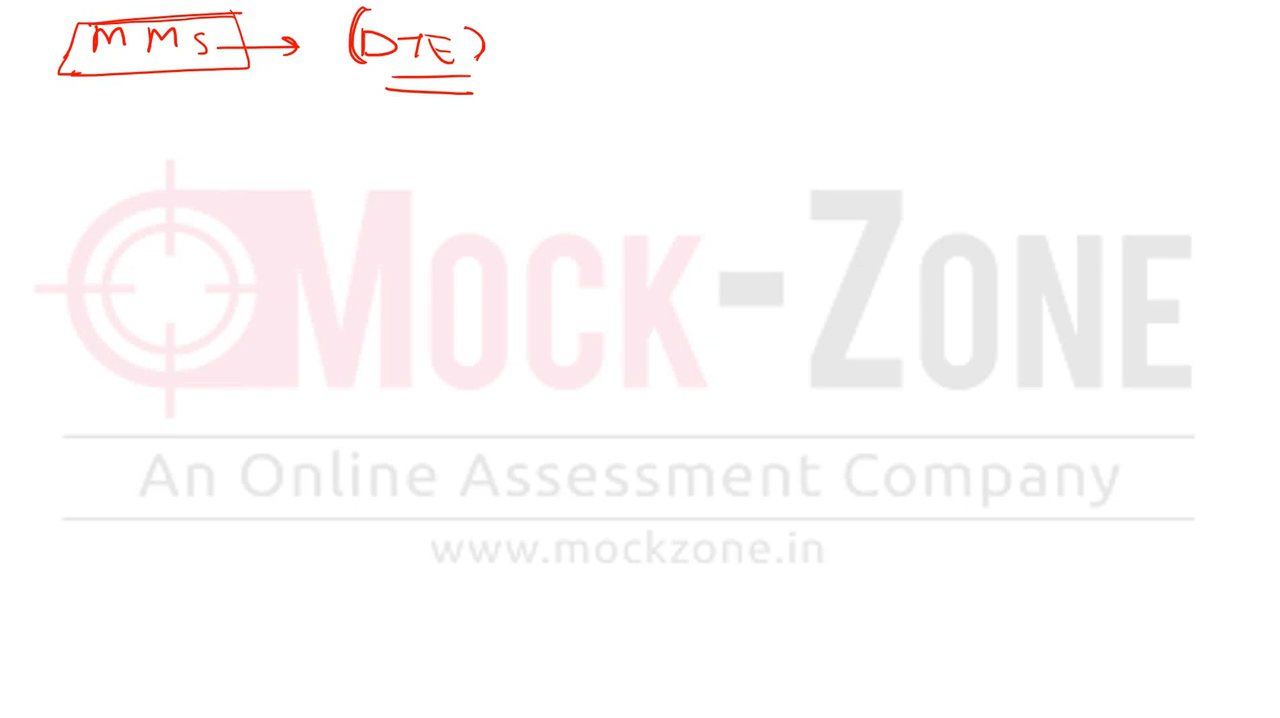 MMS → (DTE)
MOCK-ZONE
An Online Assessment Company
www.mockzone.in